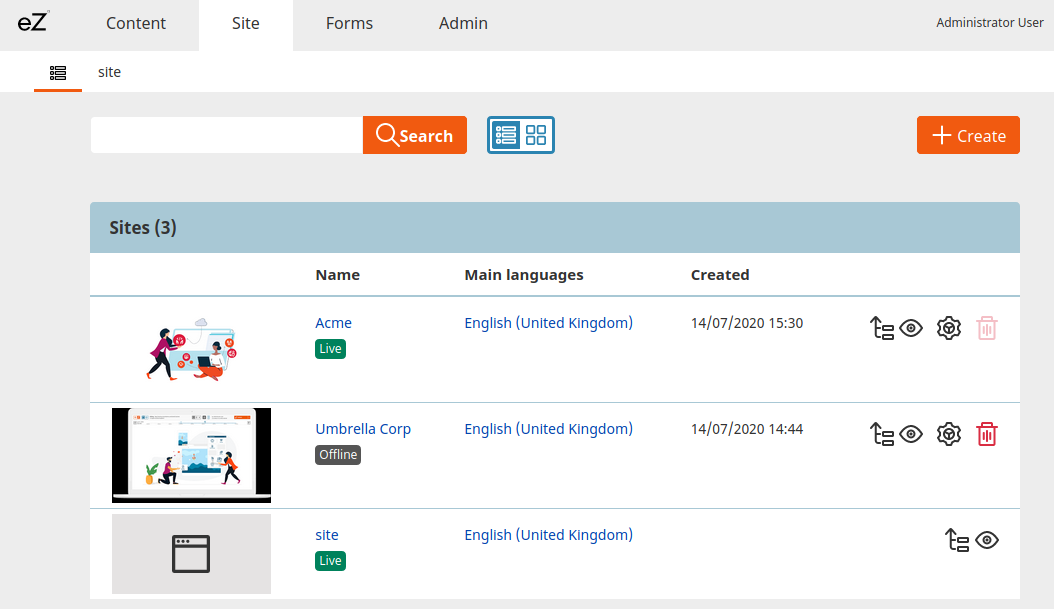 eZ Content Site Forms Admin Administrator User
site
Search Create
Sites (3)
Name Main languages Created
Acme English (United Kingdom) 14/07/2020 15:30
Live
Umbrella Corp English (United Kingdom) 14/07/2020 14:44
Offline
site English (United Kingdom)
Live